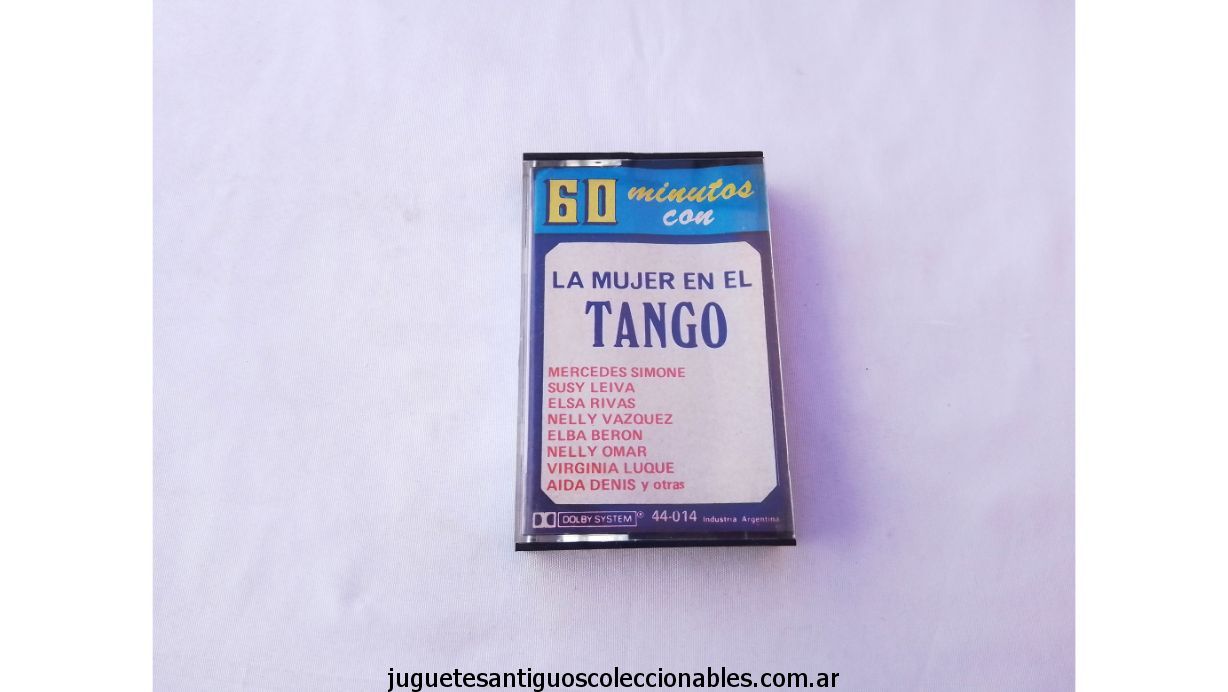 60 minutos
con
LA MUJER EN EL
TANGO
MERCEDES SIMONE
SUSY LEIVA
ELSA RIVAS
NELLY VAZQUEZ
ELBA BERON
NELLY OMAR
VIRGINIA LUQUE
AIDA DENIS y otras
DOLBY SYSTEM® 44-014 Industria Argentina
juguetesantiguoscoleccionables.com.ar